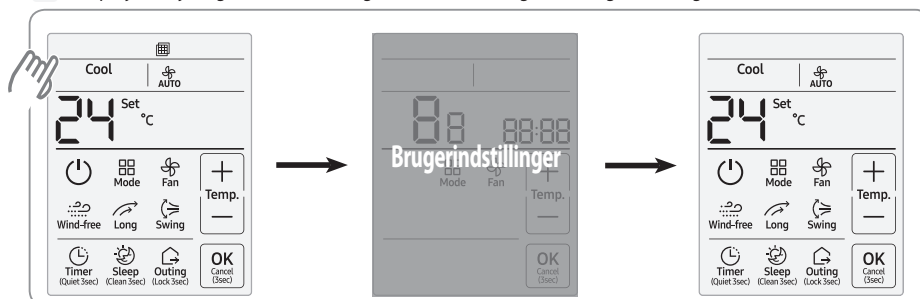 Cool
AUTO
24 Set °C
Mode Fan
Temp.
Wind-free Long Swing
Timer Sleep Outing OK
(Quiet 3sec) (Clean 3sec) (Lock 3sec) Cancel
(3sec)
88 88:88
Brugerindstillinger
Mode Fan
Temp.
OK
Cancel
(3sec)
Cool
AUTO
24 Set °C
Mode Fan
Temp.
Wind-free Long Swing
Timer Sleep Outing OK
(Quiet 3sec) (Clean 3sec) (Lock 3sec) Cancel
(3sec)